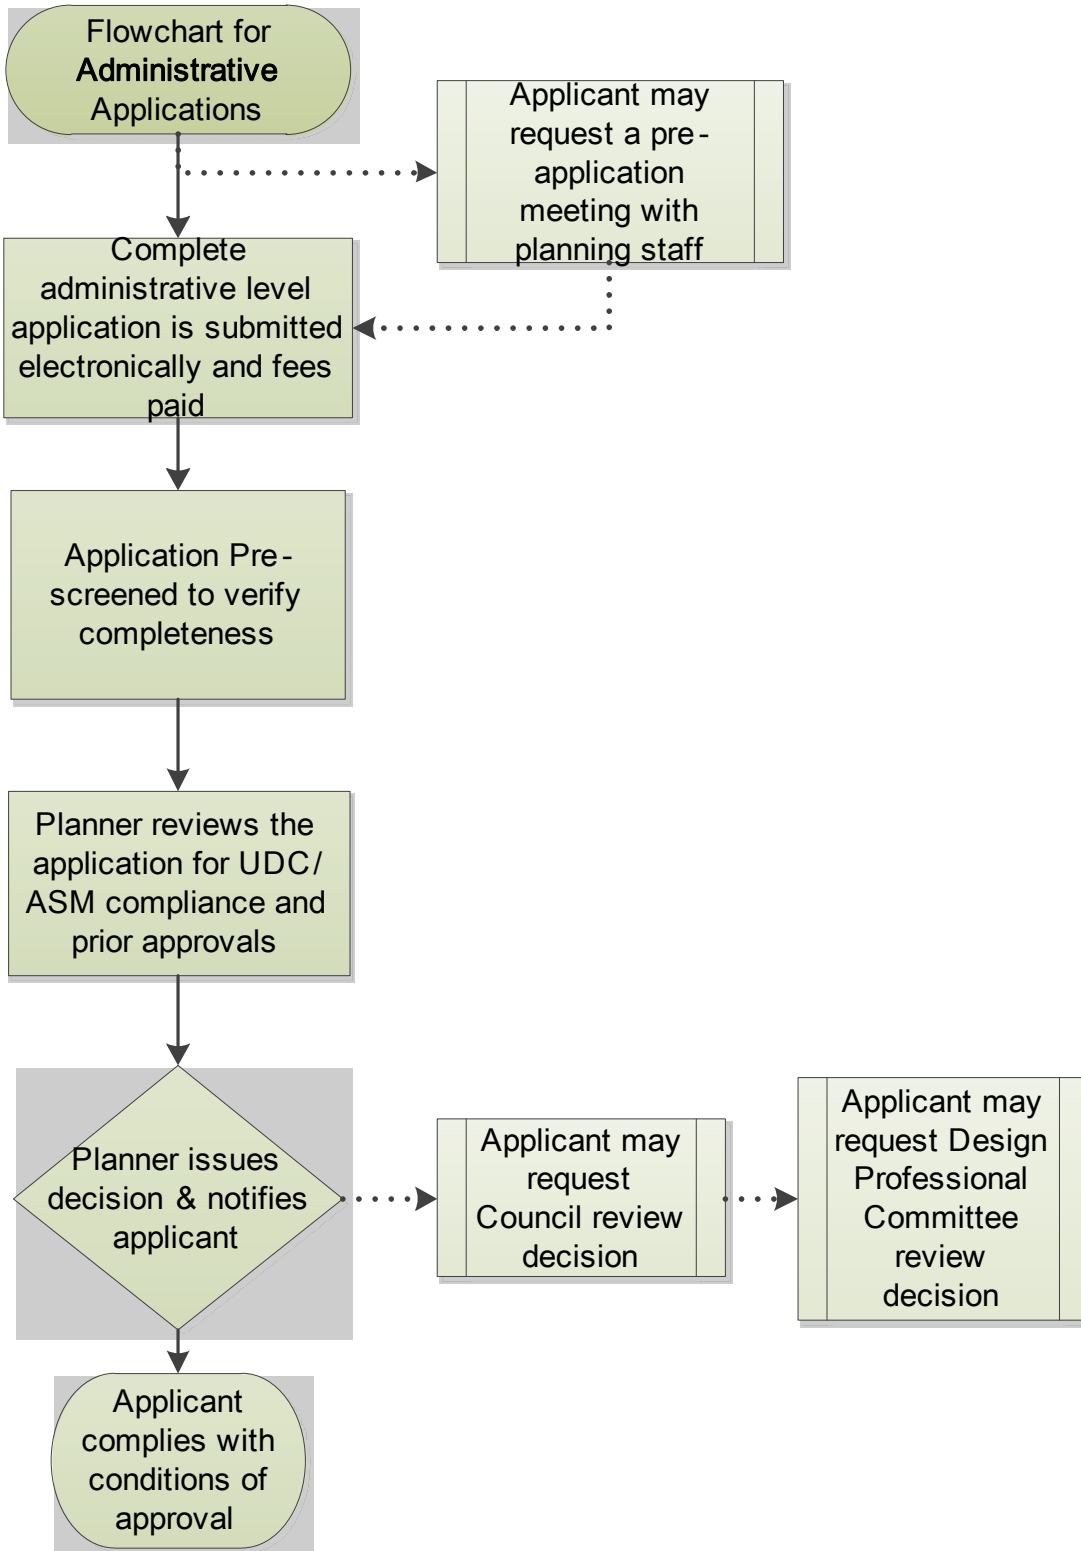 Flowchart for
Administrative
Applications
Applicant may
request a pre-
application
meeting with
planning staff
Complete
administrative level
application is submitted
electronically and fees
paid
Application Pre-
screened to verify
completeness
Planner reviews the
application for UDC/
ASM compliance and
prior approvals
Planner issues
decision & notifies
applicant
Applicant may
request
Council review
decision
Applicant may
request Design
Professional
Committee
review
decision
Applicant
complies with
conditions of
approval